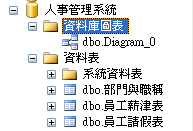 人事管理系統
資料庫圖表
dbo.Diagram_0
資料表
系統資料表
dbo.部門與職稱
dbo.員工薪津表
dbo.員工請假表